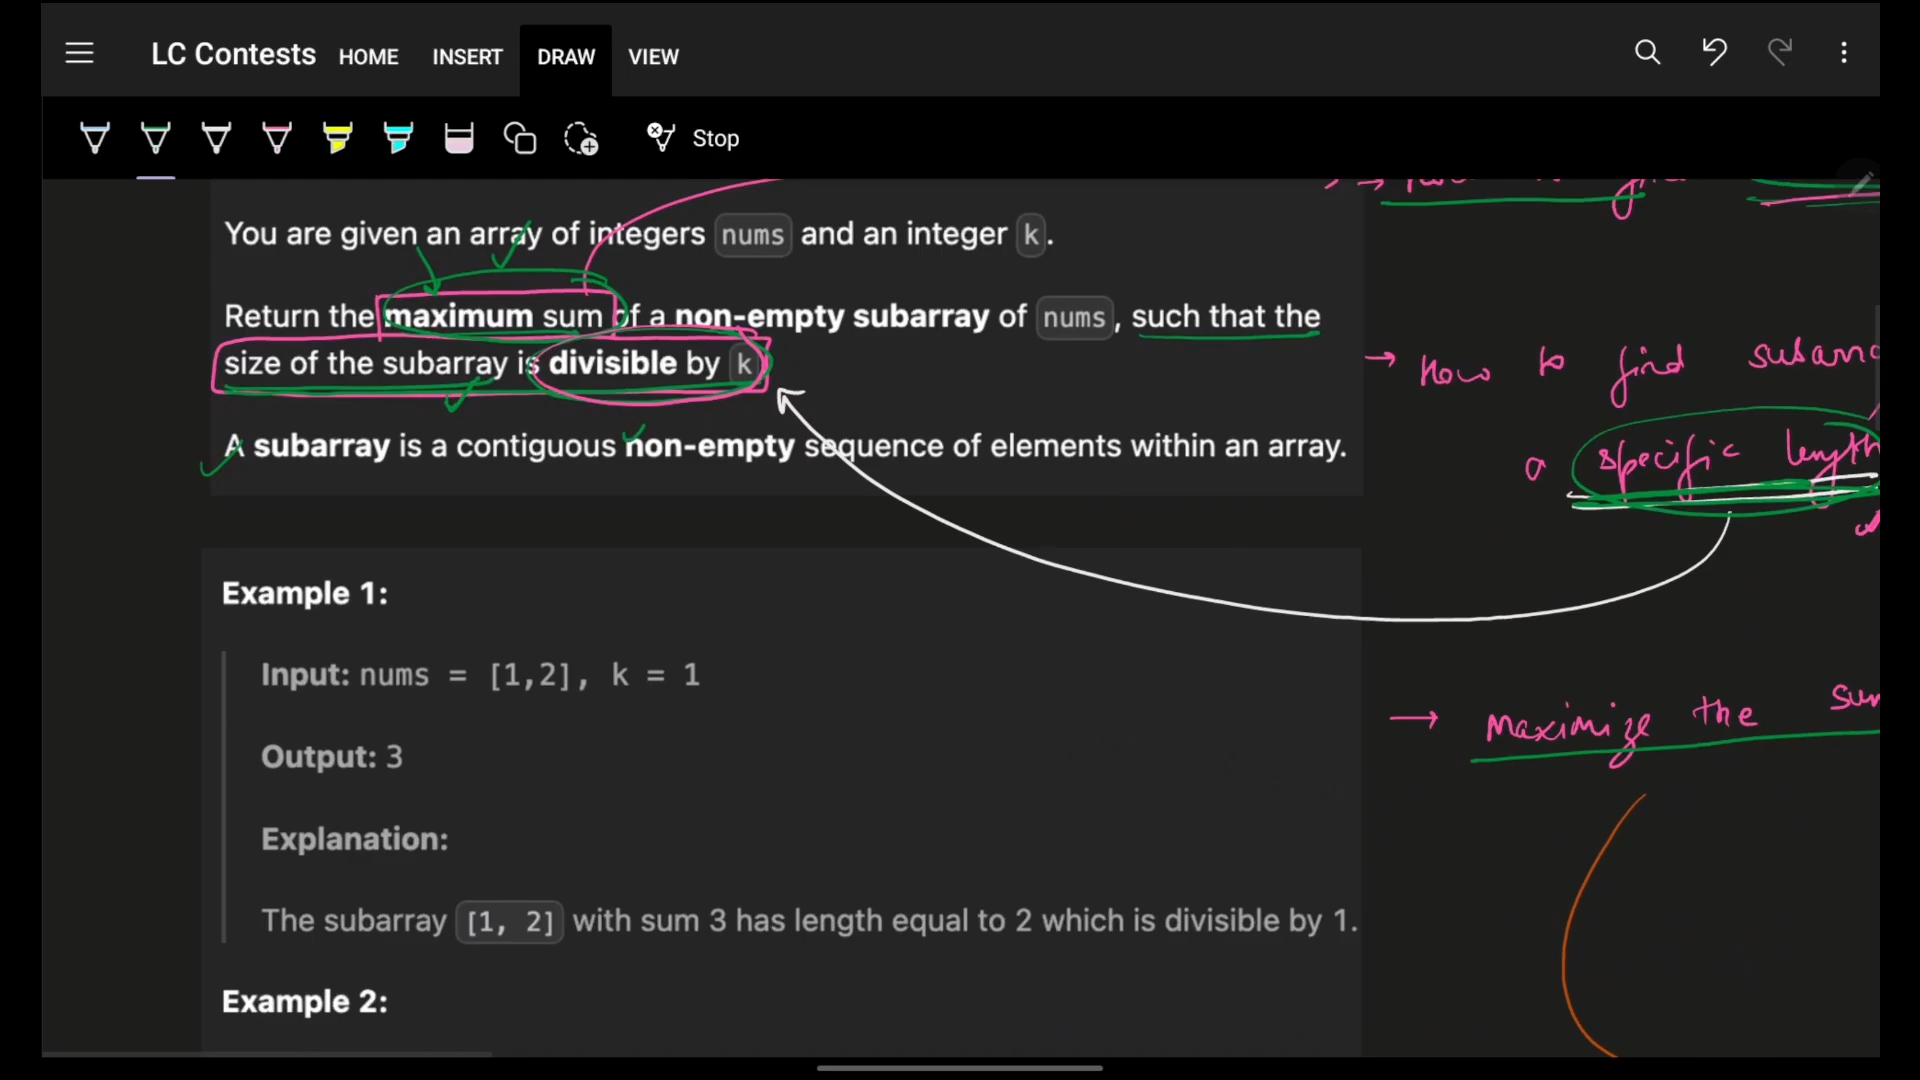 LC Contests HOME INSERT DRAW VIEW
Stop
You are given an array of integers nums and an integer k.
Return the maximum sum of a non-empty subarray of nums, such that the
size of the subarray is divisible by k
A subarray is a contiguous non-empty sequence of elements within an array.
→ How to find subarra
a specific length
→ Maximize the sum
Example 1:
Input: nums = [1,2], k = 1
Output: 3
Explanation:
The subarray [1, 2] with sum 3 has length equal to 2 which is divisible by 1.
Example 2: